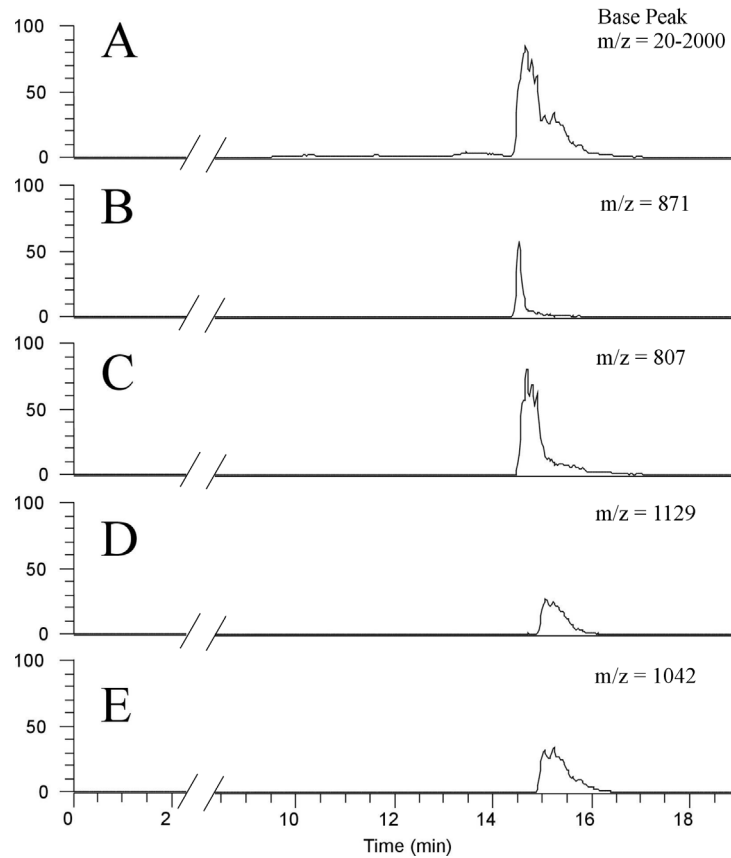 100
50
0
A
Base Peak
m/z = 20-2000
100
50
0
B
m/z = 871
100
50
0
C
m/z = 807
100
50
0
D
m/z = 1129
100
50
0
E
m/z = 1042
0 2 10 12 14 16 18
Time (min)